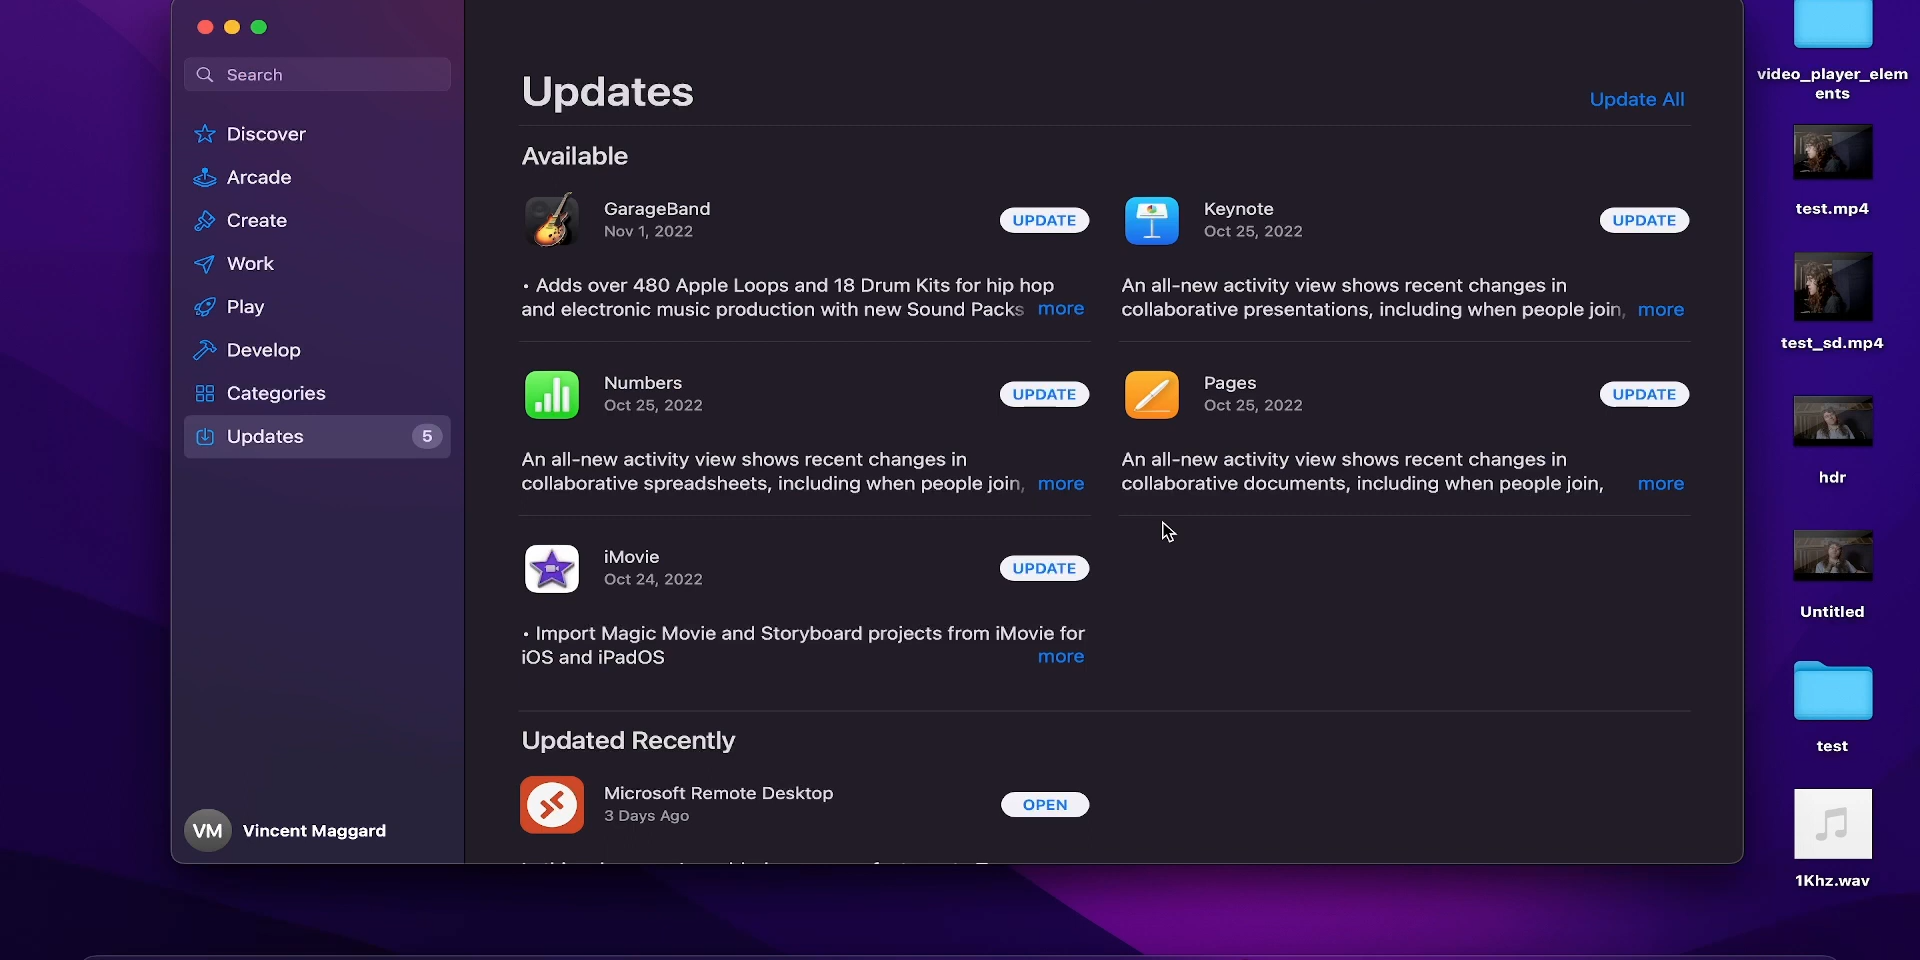 Search
Discover
Arcade
Create
Work
Play
Develop
Categories
Updates 5
VM Vincent Maggard
Updates
Update All
Available
GarageBand
Nov 1, 2022
UPDATE
• Adds over 480 Apple Loops and 18 Drum Kits for hip hop
and electronic music production with new Sound Packs more
Keynote
Oct 25, 2022
UPDATE
An all-new activity view shows recent changes in
collaborative presentations, including when people join, more
Numbers
Oct 25, 2022
UPDATE
An all-new activity view shows recent changes in
collaborative spreadsheets, including when people join, more
Pages
Oct 25, 2022
UPDATE
An all-new activity view shows recent changes in
collaborative documents, including when people join, more
iMovie
Oct 24, 2022
UPDATE
• Import Magic Movie and Storyboard projects from iMovie for
iOS and iPadOS more
Updated Recently
Microsoft Remote Desktop
3 Days Ago
OPEN
video_player_elem
ents
test.mp4
test_sd.mp4
hdr
Untitled
test
1Khz.wav